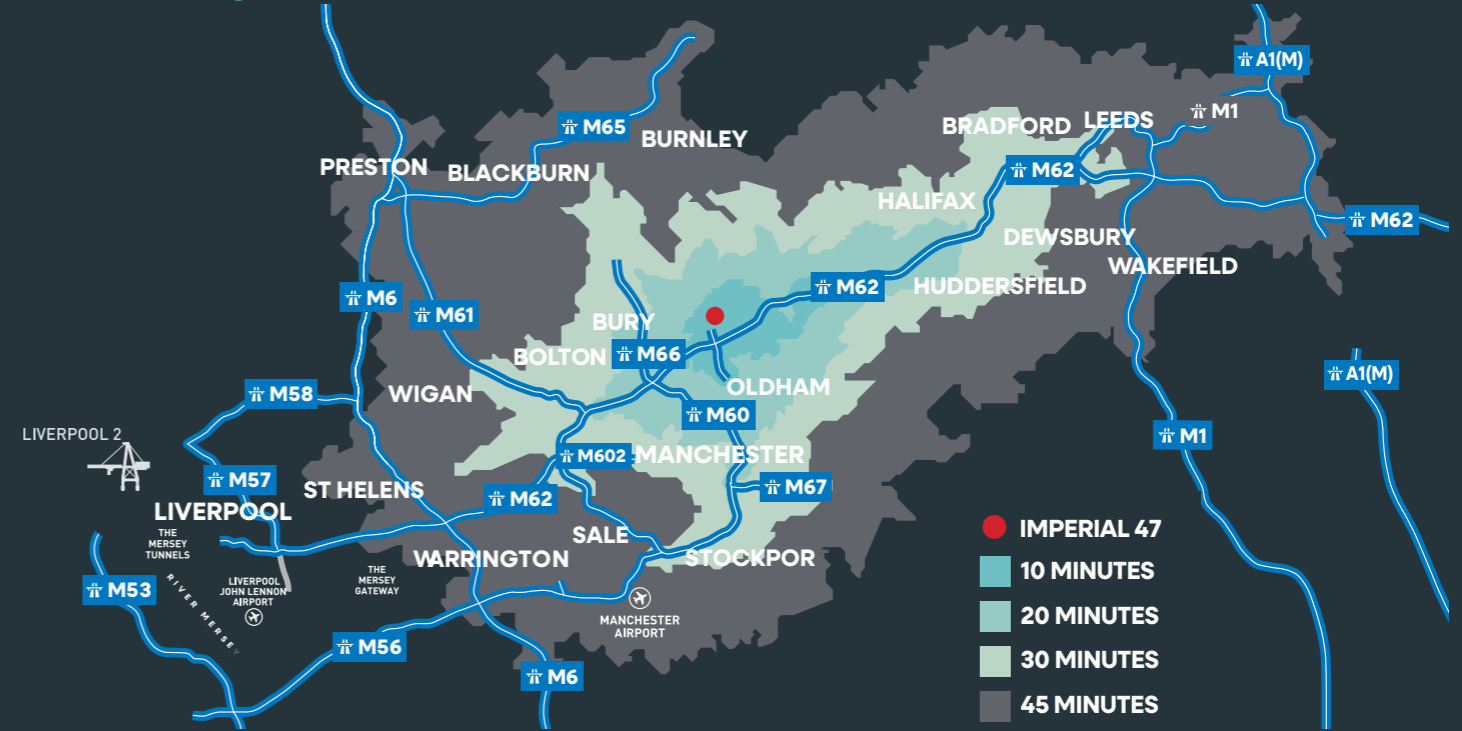 A1(M)
M1
M65
BURNLEY
BRADFORD
LEEDS
PRESTON
BLACKBURN
M62
HALIFAX
M62
DEWSBURY
WAKEFIELD
M6
M61
M62
HUDDERSFIELD
BURY
BOLTON
M66
WIGAN
OLDHAM
M58
A1(M)
M60
LIVERPOOL 2
M1
M602
MANCHESTER
M57
ST HELENS
M62
M67
LIVERPOOL
THE
MERSEY
TUNNELS
SALE
WARRINGTON
STOCKPOR
M53
RIVER MERSEY
LIVERPOOL
JOHN LENNON
AIRPORT
THE
MERSEY
GATEWAY
MANCHESTER
AIRPORT
M56
M6
IMPERIAL 47
10 MINUTES
20 MINUTES
30 MINUTES
45 MINUTES